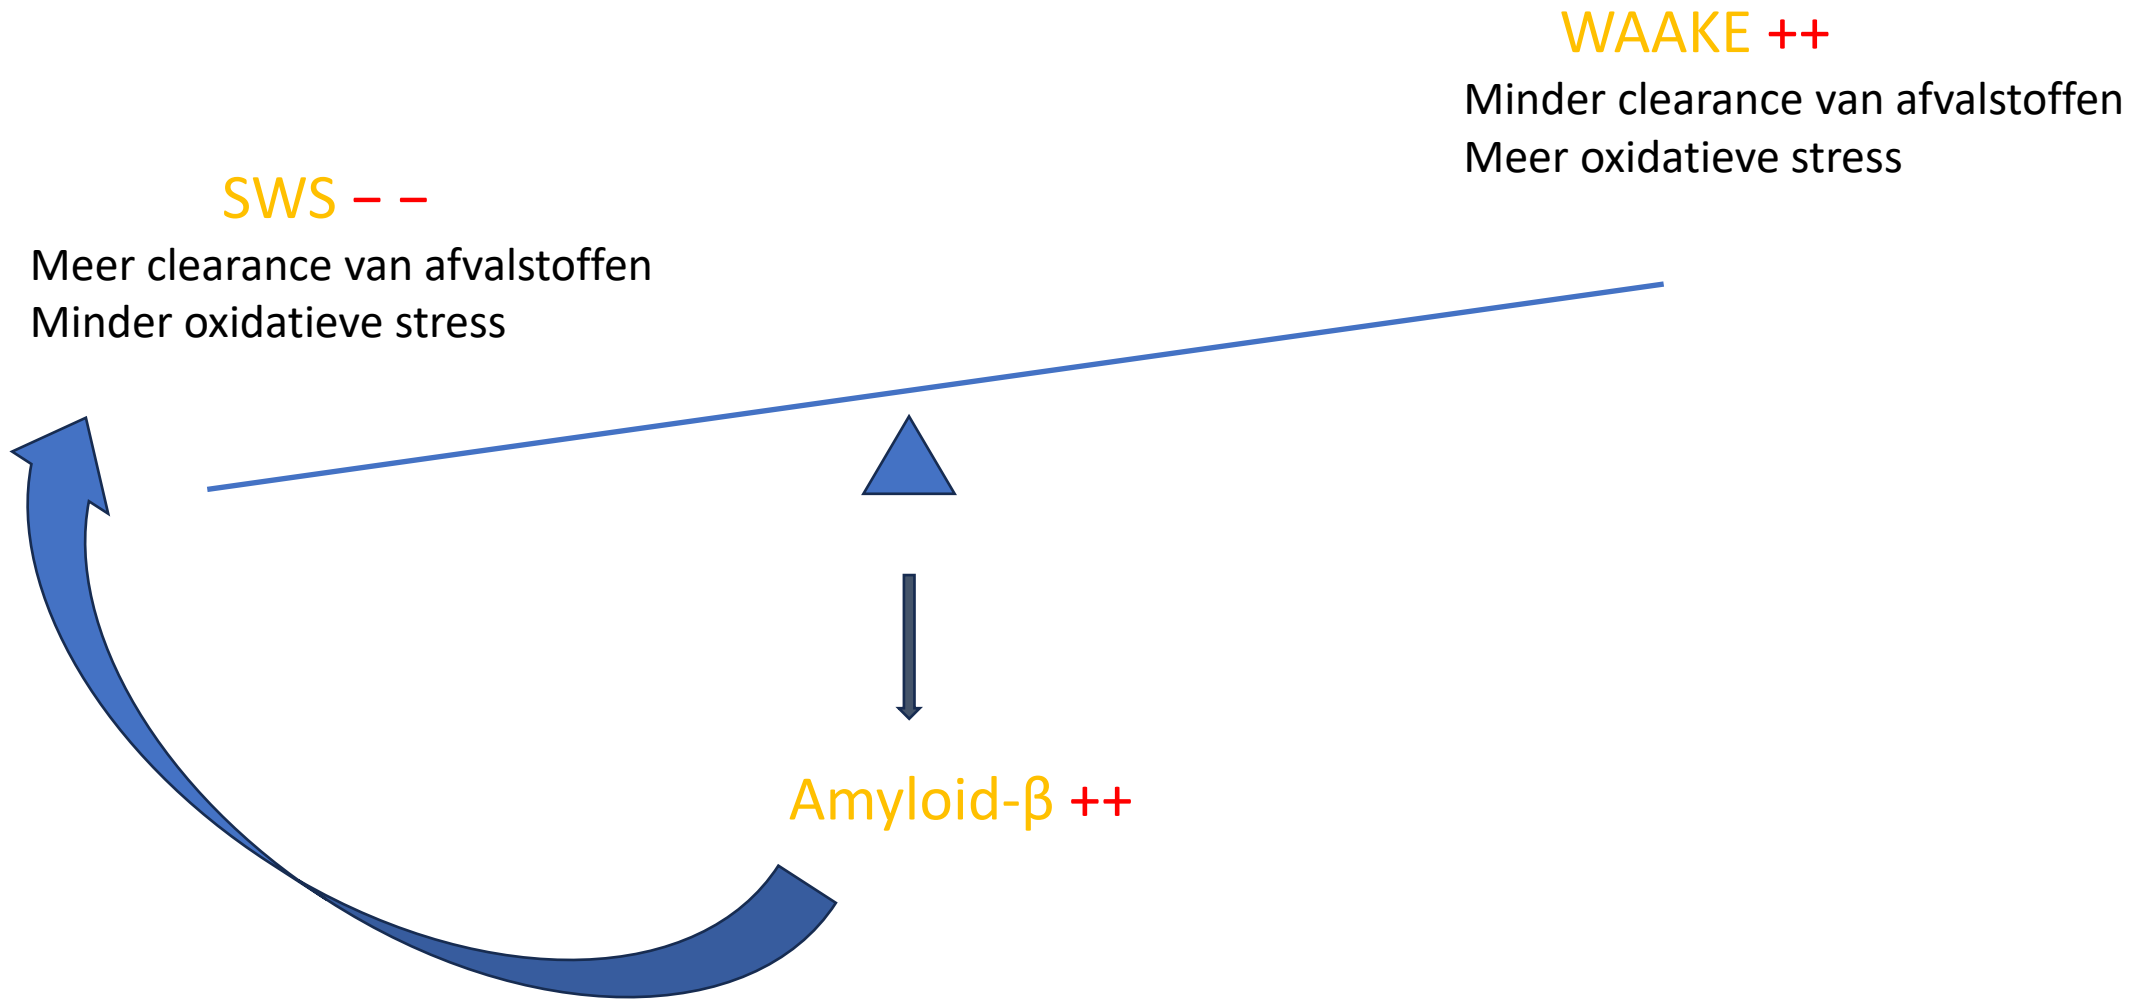 WAAKE ++
Minder clearance van afvalstoffen
Meer oxidatieve stress
SWS – –
Meer clearance van afvalstoffen
Minder oxidatieve stress
Amyloid-β ++